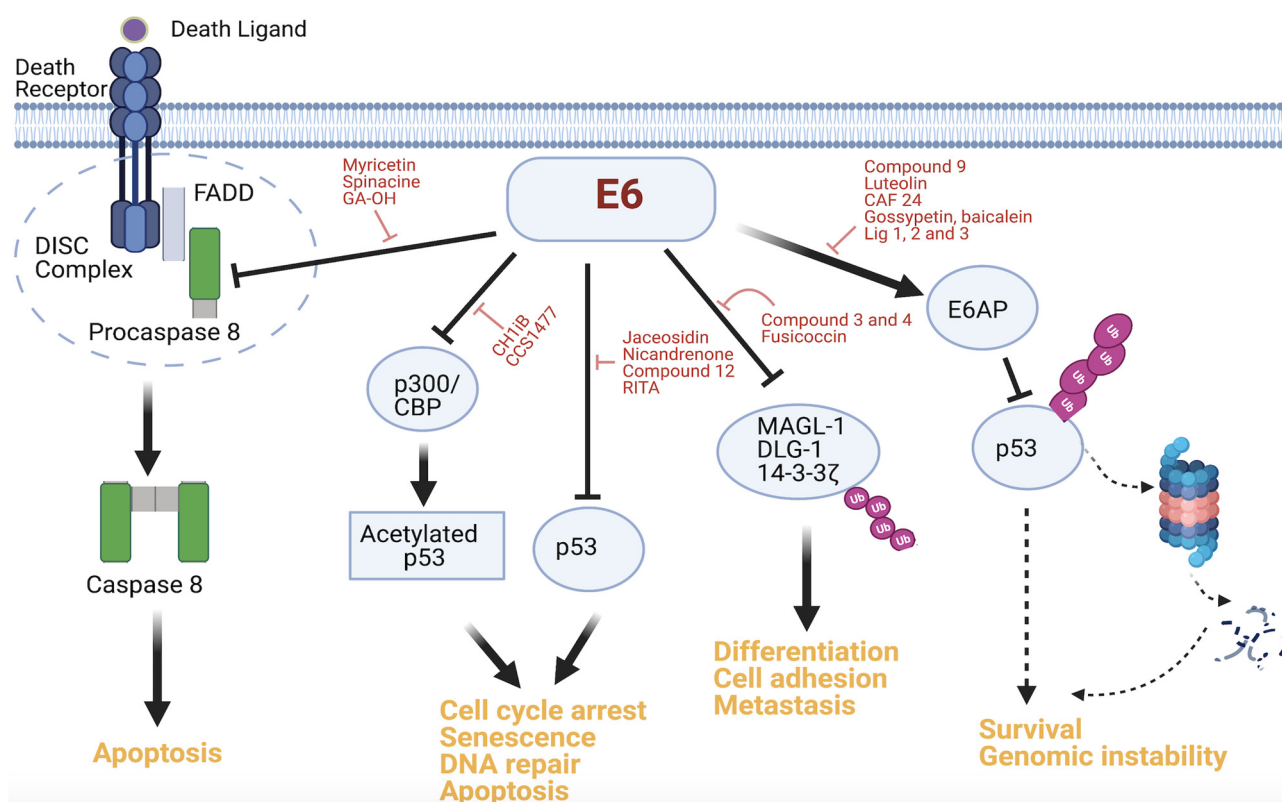 Death Ligand
Death
Receptor
FADD
DISC
Complex
Procaspase 8
Caspase 8
Apoptosis
Myricetin
Spinacine
GA-OH
E6
Compound 9
Luteolin
CAF 24
Gossypetin, baicalein
Lig 1, 2 and 3
CH1iB
CCS1477
p300/
CBP
Acetylated
p53
Jaceosidin
Nicandrenone
Compound 12
RITA
p53
Cell cycle arrest
Senescence
DNA repair
Apoptosis
Compound 3 and 4
Fusicoccin
MAGL-1
DLG-1
14-3-3ζ
Ub
Ub
Ub
Ub
Differentiation
Cell adhesion
Metastasis
E6AP
Ub
Ub
Ub
Ub
p53
Survival
Genomic instability